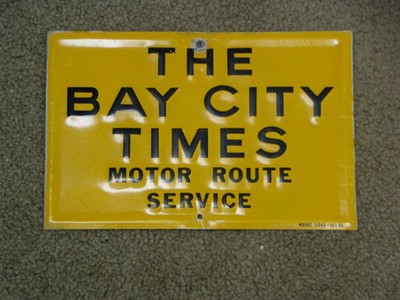 THE
BAY CITY
TIMES
MOTOR ROUTE
SERVICE